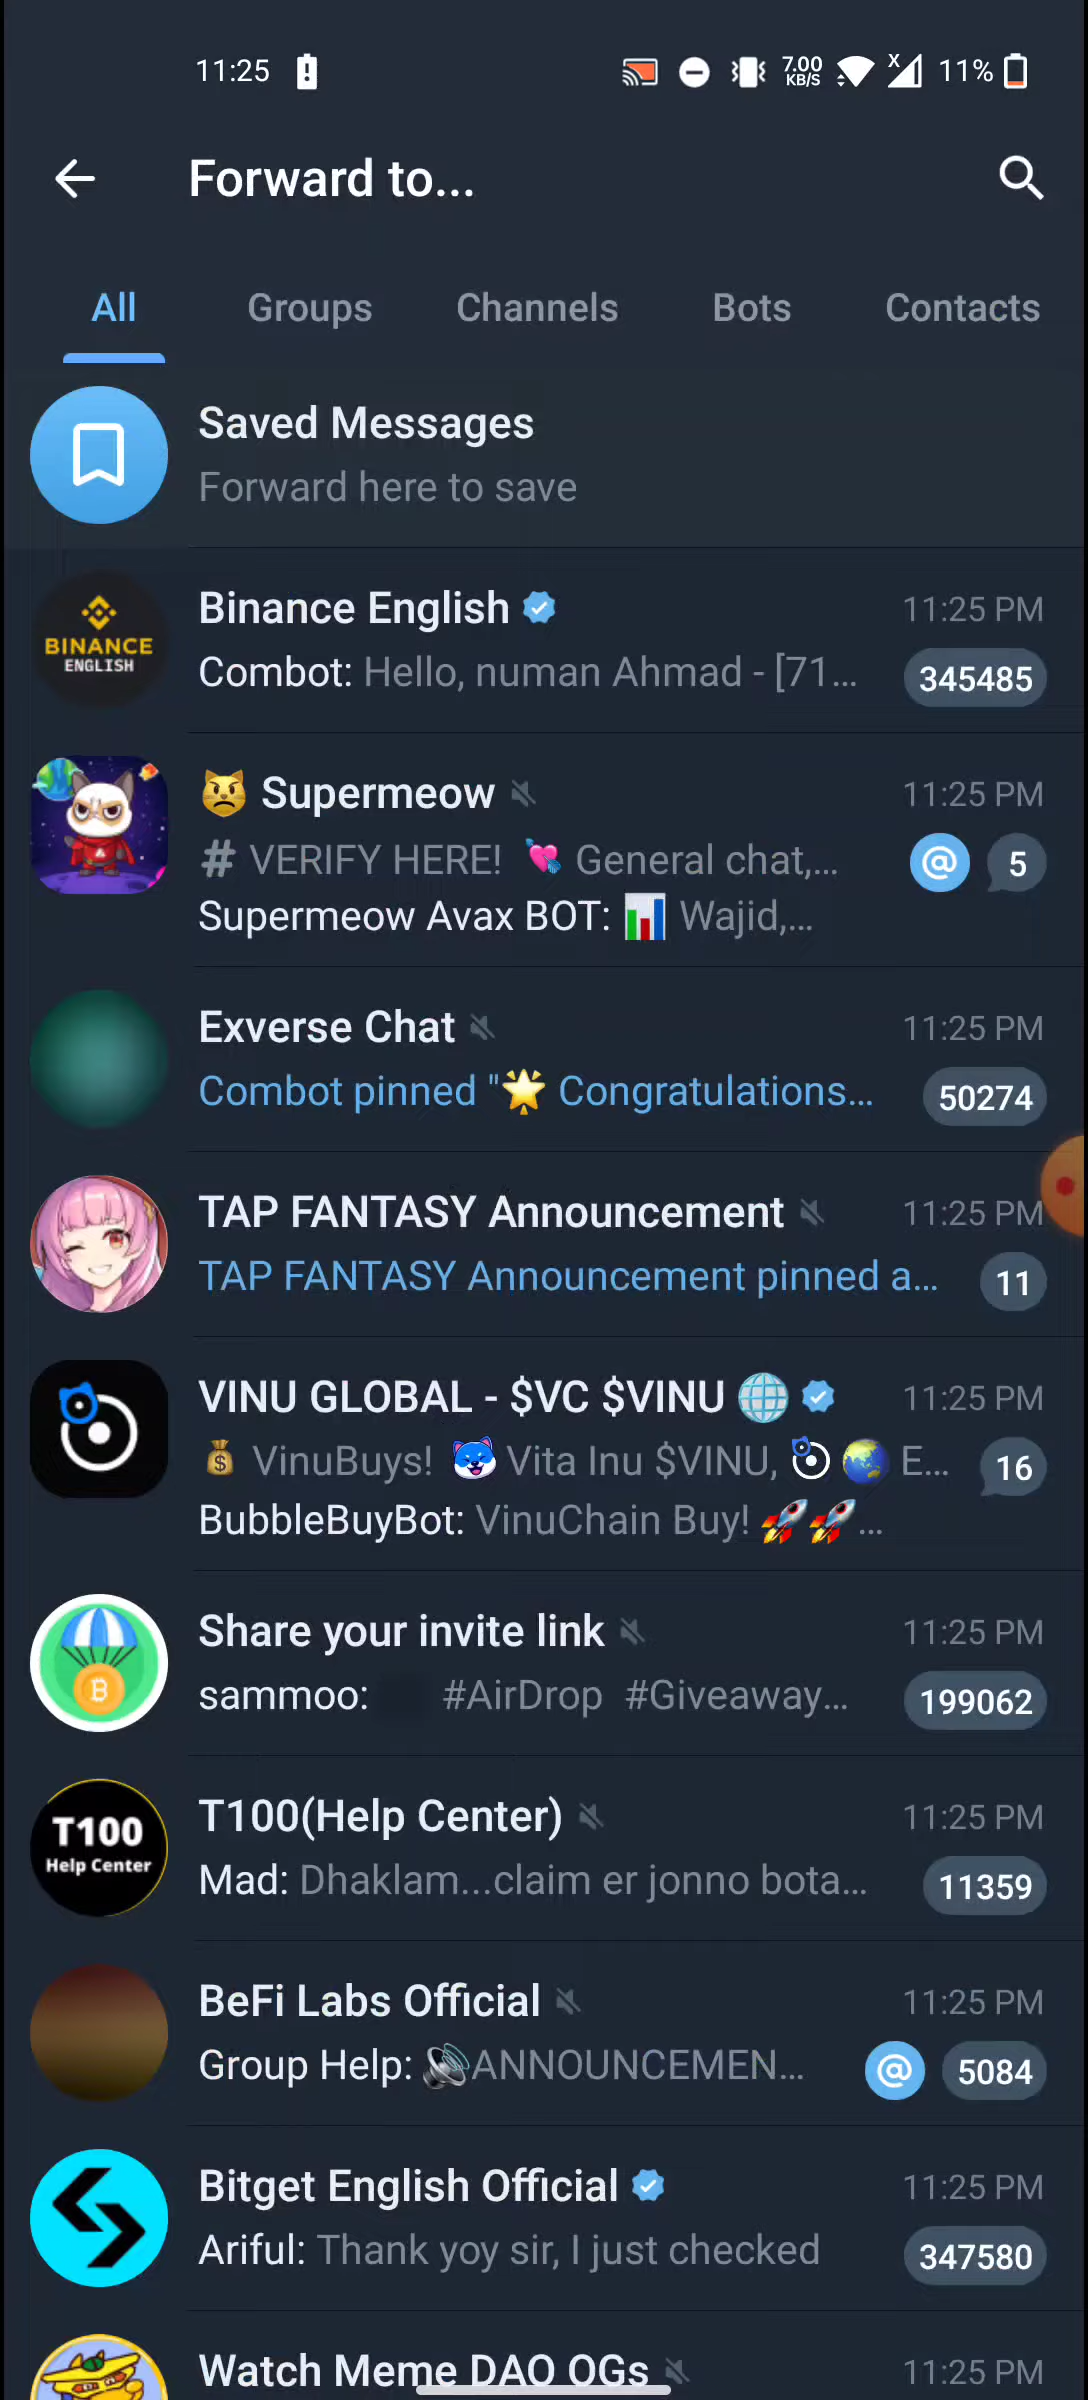 11:25
7.00 KB/S
X
11%
Forward to...
All Groups Channels Bots Contacts
Saved Messages
Forward here to save
BINANCE
ENGLISH
Binance English 11:25 PM
Combot: Hello, numan Ahmad - [71... 345485
😾 Supermeow 11:25 PM
# VERIFY HERE! 💘 General chat,... @ 5
Supermeow Avax BOT: 📊 Wajid,...
Exverse Chat 11:25 PM
Combot pinned "🌟 Congratulations... 50274
TAP FANTASY Announcement 11:25 PM
TAP FANTASY Announcement pinned a... 11
VINU GLOBAL - $VC $VINU 🌐 11:25 PM
💰 VinuBuys! Vita Inu $VINU, 🌏 E... 16
BubbleBuyBot: VinuChain Buy! 🚀🚀...
Share your invite link 11:25 PM
sammoo: #AirDrop #Giveaway... 199062
T100
Help Center
T100(Help Center) 11:25 PM
Mad: Dhaklam...claim er jonno bota... 11359
BeFi Labs Official 11:25 PM
Group Help: 🔊ANNOUNCEMEN... @ 5084
Bitget English Official 11:25 PM
Ariful: Thank yoy sir, I just checked 347580
Watch Meme DAO OGs 11:25 PM